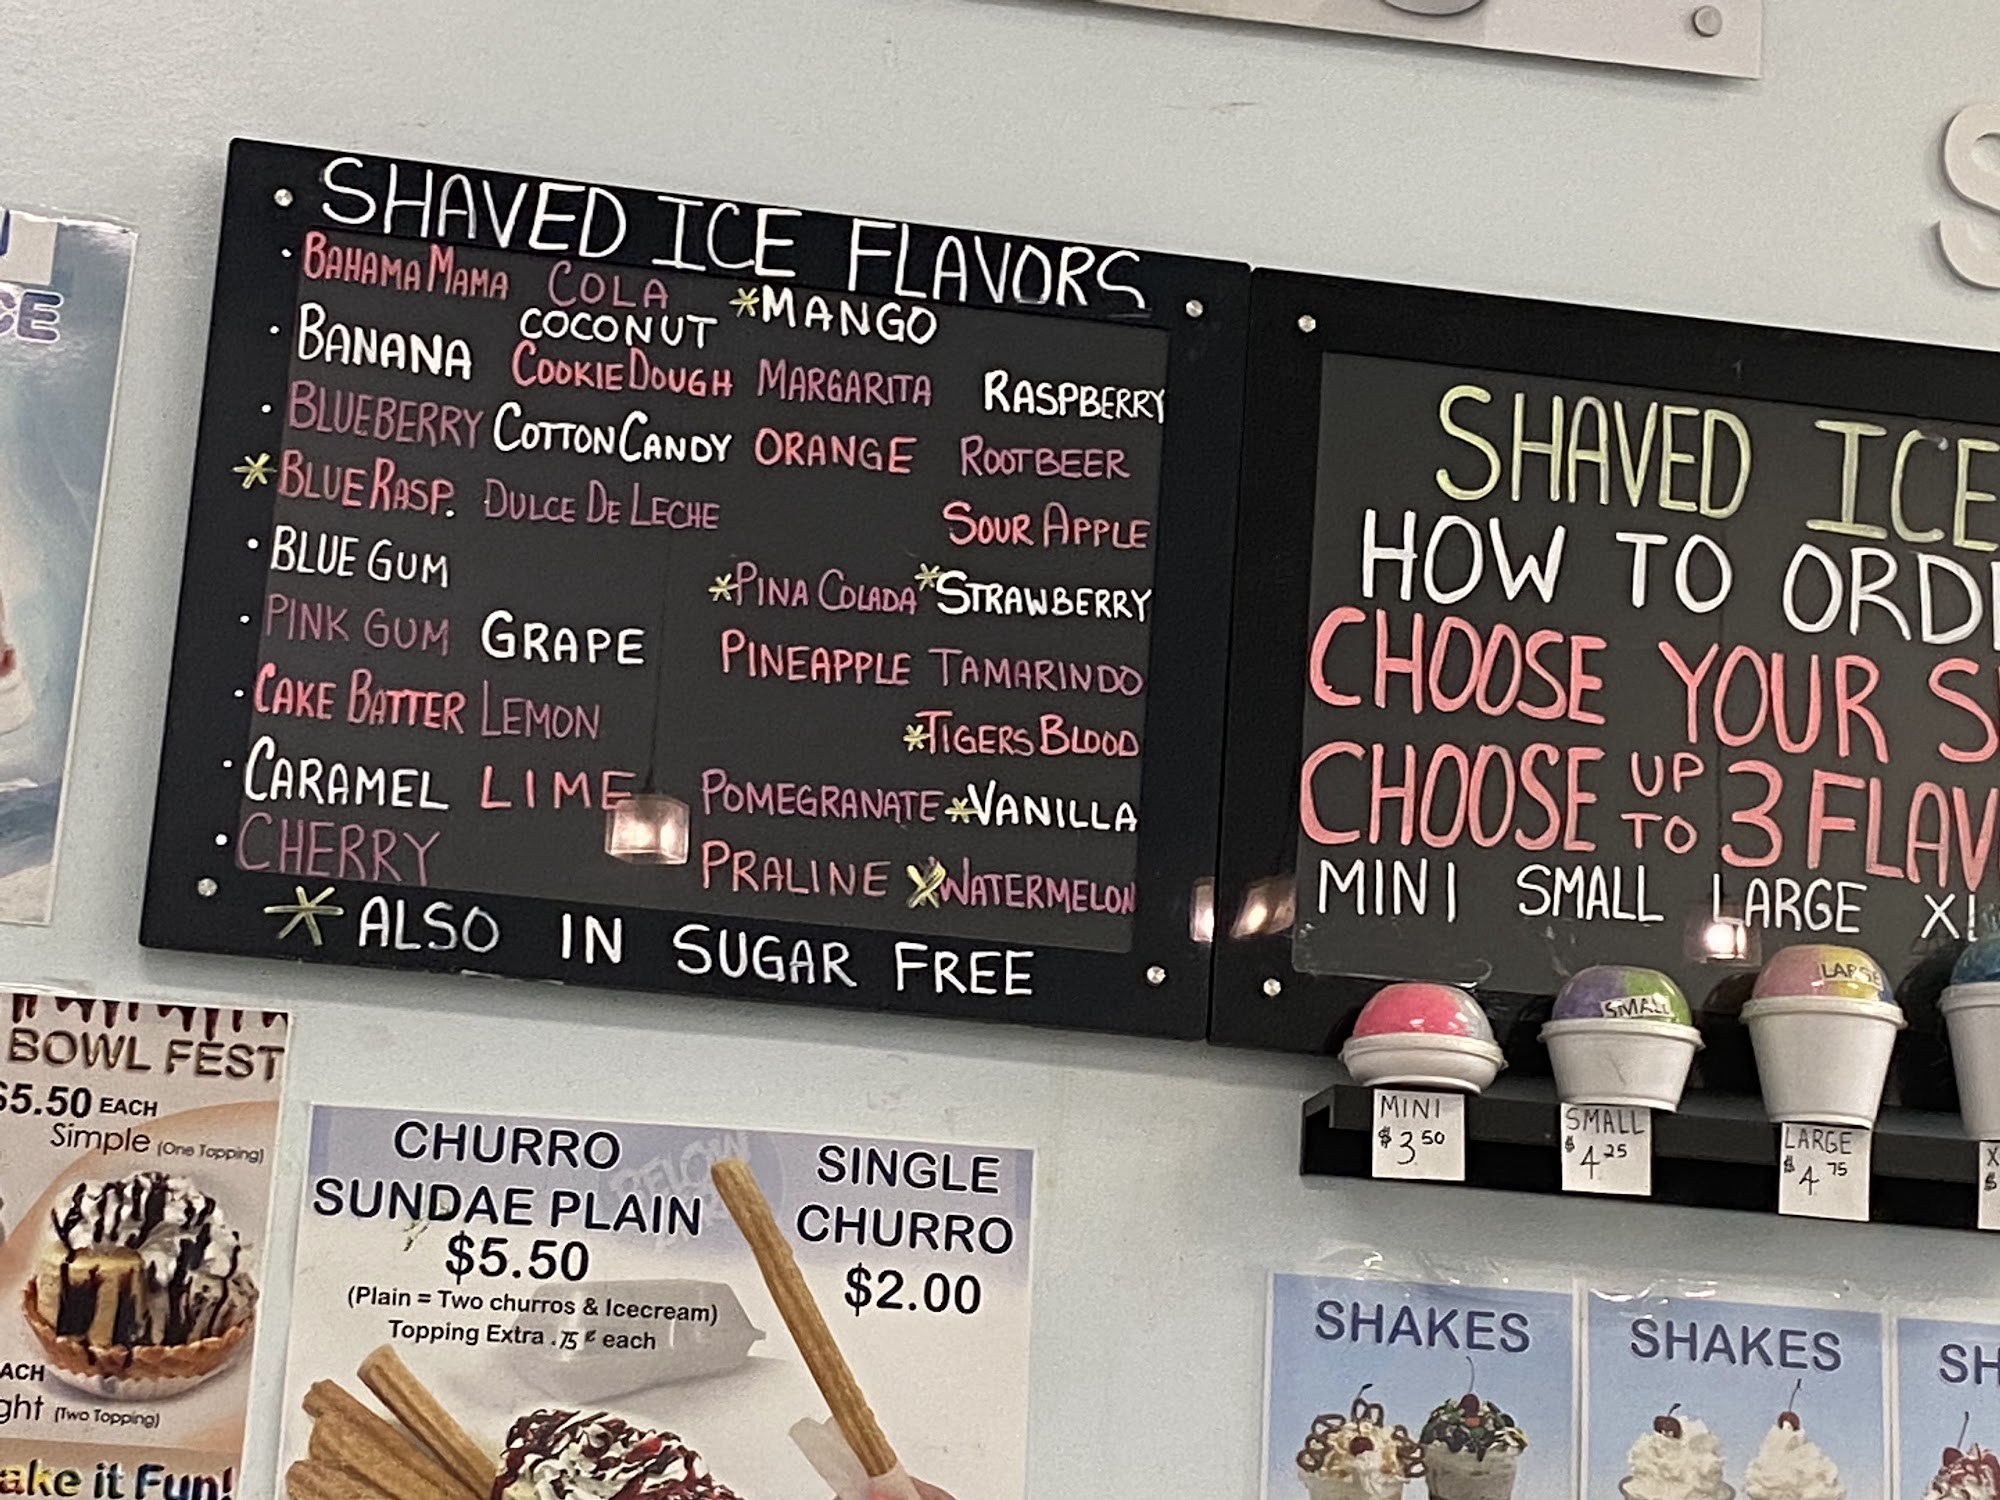 CE
SHAVED ICE FLAVORS
· BAHAMA MAMA COLA *MANGO
COCONUT
· BANANA COOKIE DOUGH MARGARITA RASPBERRY
· BLUEBERRY COTTON CANDY ORANGE ROOTBEER
* BLUE RASP. DULCE DE LECHE SOUR APPLE
· BLUE GUM *PINA COLADA *STRAWBERRY
· PINK GUM GRAPE PINEAPPLE TAMARINDO
· CAKE BATTER LEMON *TIGERS BLOOD
· CARAMEL LIME POMEGRANATE *VANILLA
· CHERRY PRALINE *WATERMELON
* ALSO IN SUGAR FREE
S
SHAVED ICE
HOW TO ORDE
CHOOSE YOUR S
CHOOSE UP TO 3 FLAV
MINI SMALL LARGE XL
SMALL
LARGE
MINI
$3.50
SMALL
$4.25
LARGE
$4.75
X
$
BOWL FEST
$5.50 EACH
Simple (One Topping)
ACH
ght (Two Topping)
ake it Fun!
CHURRO
SUNDAE PLAIN
$5.50
(Plain = Two churros & Icecream)
Topping Extra .75¢ each
SINGLE
CHURRO
$2.00
SHAKES
SHAKES
SH